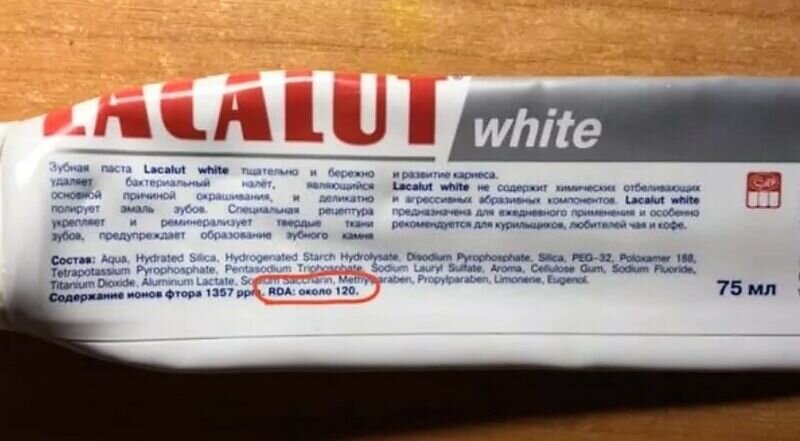 LACALUT white
Зубная паста Lacalut white тщательно и бережно
удаляет бактериальный налёт, являющийся
основной причиной окрашивания, и деликатно
полирует эмаль зубов. Специальная рецептура
укрепляет и реминерализует твердые ткани
зубов, предупреждает образование зубного камня
и развитие кариеса.
Lacalut white не содержит химических отбеливающих
и агрессивных абразивных компонентов. Lacalut white
предназначена для ежедневного применения и особенно
рекомендуется для курильщиков, любителей чая и кофе.
Состав: Aqua, Hydrated Silica, Hydrogenated Starch Hydrolysate, Disodium Pyrophosphate, Silica, PEG-32, Poloxamer 188,
Tetrapotassium Pyrophosphate, Pentasodium Triphosphate, Sodium Lauryl Sulfate, Aroma, Cellulose Gum, Sodium Fluoride,
Titanium Dioxide, Aluminum Lactate, Sodium Saccharin, Methylparaben, Propylparaben, Limonene, Eugenol.
Содержание ионов фтора 1357 ppm. RDA: около 120.
75 мл